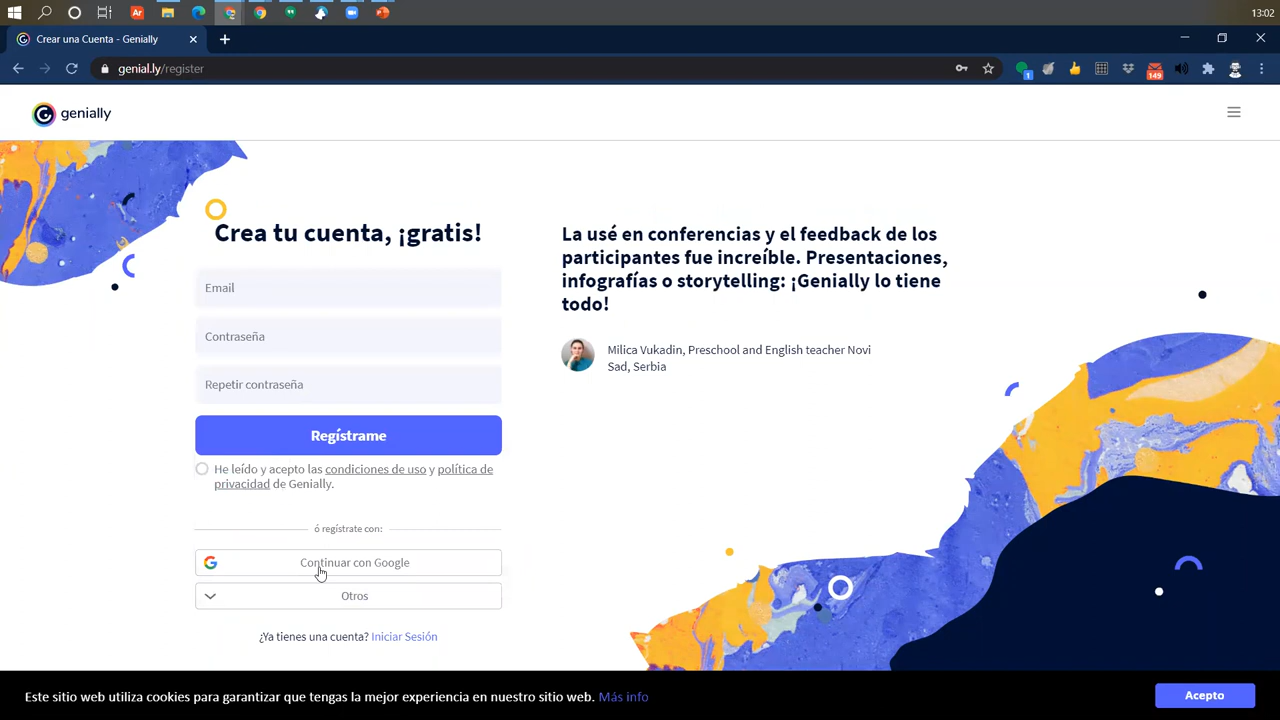 Ar
13:02
Crear una Cuenta - Genially
genial.ly/register
1
149
genially
Crea tu cuenta, ¡gratis!
Email
Contraseña
Repetir contraseña
Regístrame
He leído y acepto las condiciones de uso y política de
privacidad de Genially.
ó regístrate con:
Continuar con Google
Otros
¿Ya tienes una cuenta? Iniciar Sesión
La usé en conferencias y el feedback de los
participantes fue increíble. Presentaciones,
infografías o storytelling: ¡Genially lo tiene
todo!
Milica Vukadin, Preschool and English teacher Novi
Sad, Serbia
Este sitio web utiliza cookies para garantizar que tengas la mejor experiencia en nuestro sitio web. Más info
Acepto